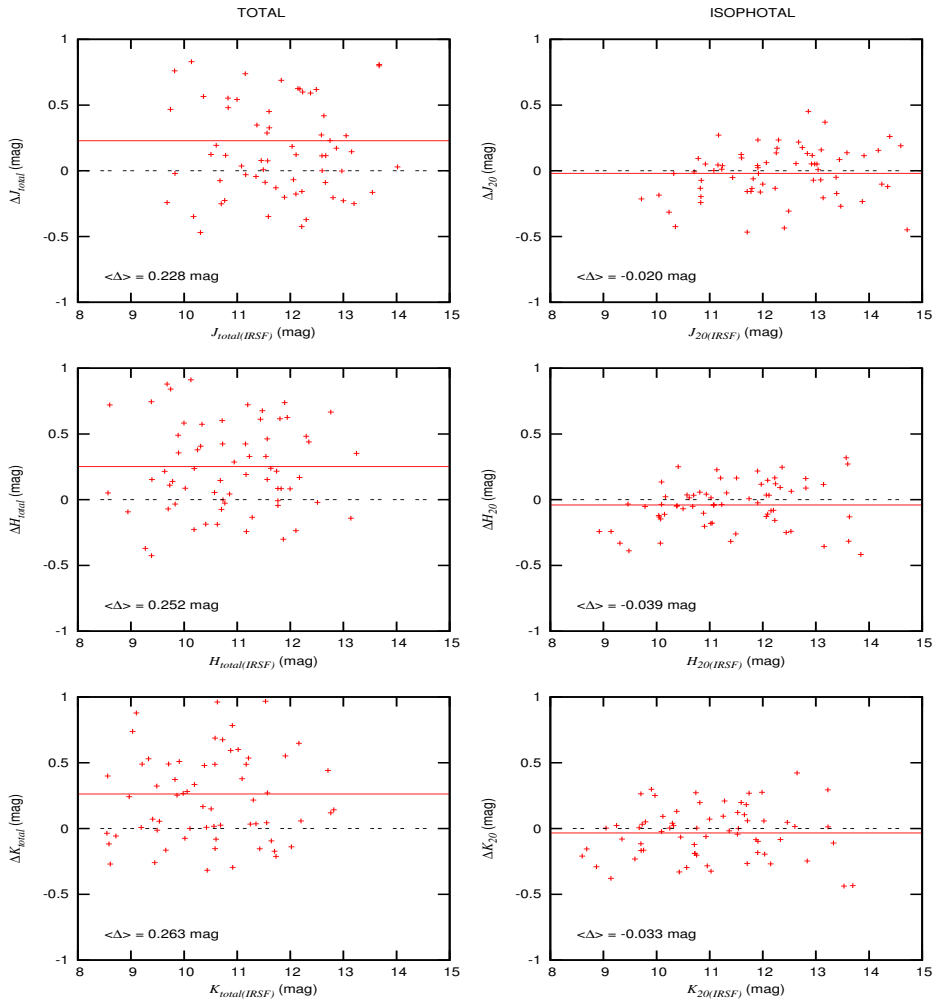 TOTAL
ISOPHOTAL
1
0.5
0
-0.5
-1
ΔJtotal (mag)
<Δ> = 0.228 mag
8 9 10 11 12 13 14 15
Jtotal(IRSF) (mag)
1
0.5
0
-0.5
-1
ΔJ20 (mag)
<Δ> = -0.020 mag
8 9 10 11 12 13 14 15
J20(IRSF) (mag)
1
0.5
0
-0.5
-1
ΔHtotal (mag)
<Δ> = 0.252 mag
8 9 10 11 12 13 14 15
Htotal(IRSF) (mag)
1
0.5
0
-0.5
-1
ΔH20 (mag)
<Δ> = -0.039 mag
8 9 10 11 12 13 14 15
H20(IRSF) (mag)
1
0.5
0
-0.5
-1
ΔKtotal (mag)
<Δ> = 0.263 mag
8 9 10 11 12 13 14 15
Ktotal(IRSF) (mag)
1
0.5
0
-0.5
-1
ΔK20 (mag)
<Δ> = -0.033 mag
8 9 10 11 12 13 14 15
K20(IRSF) (mag)